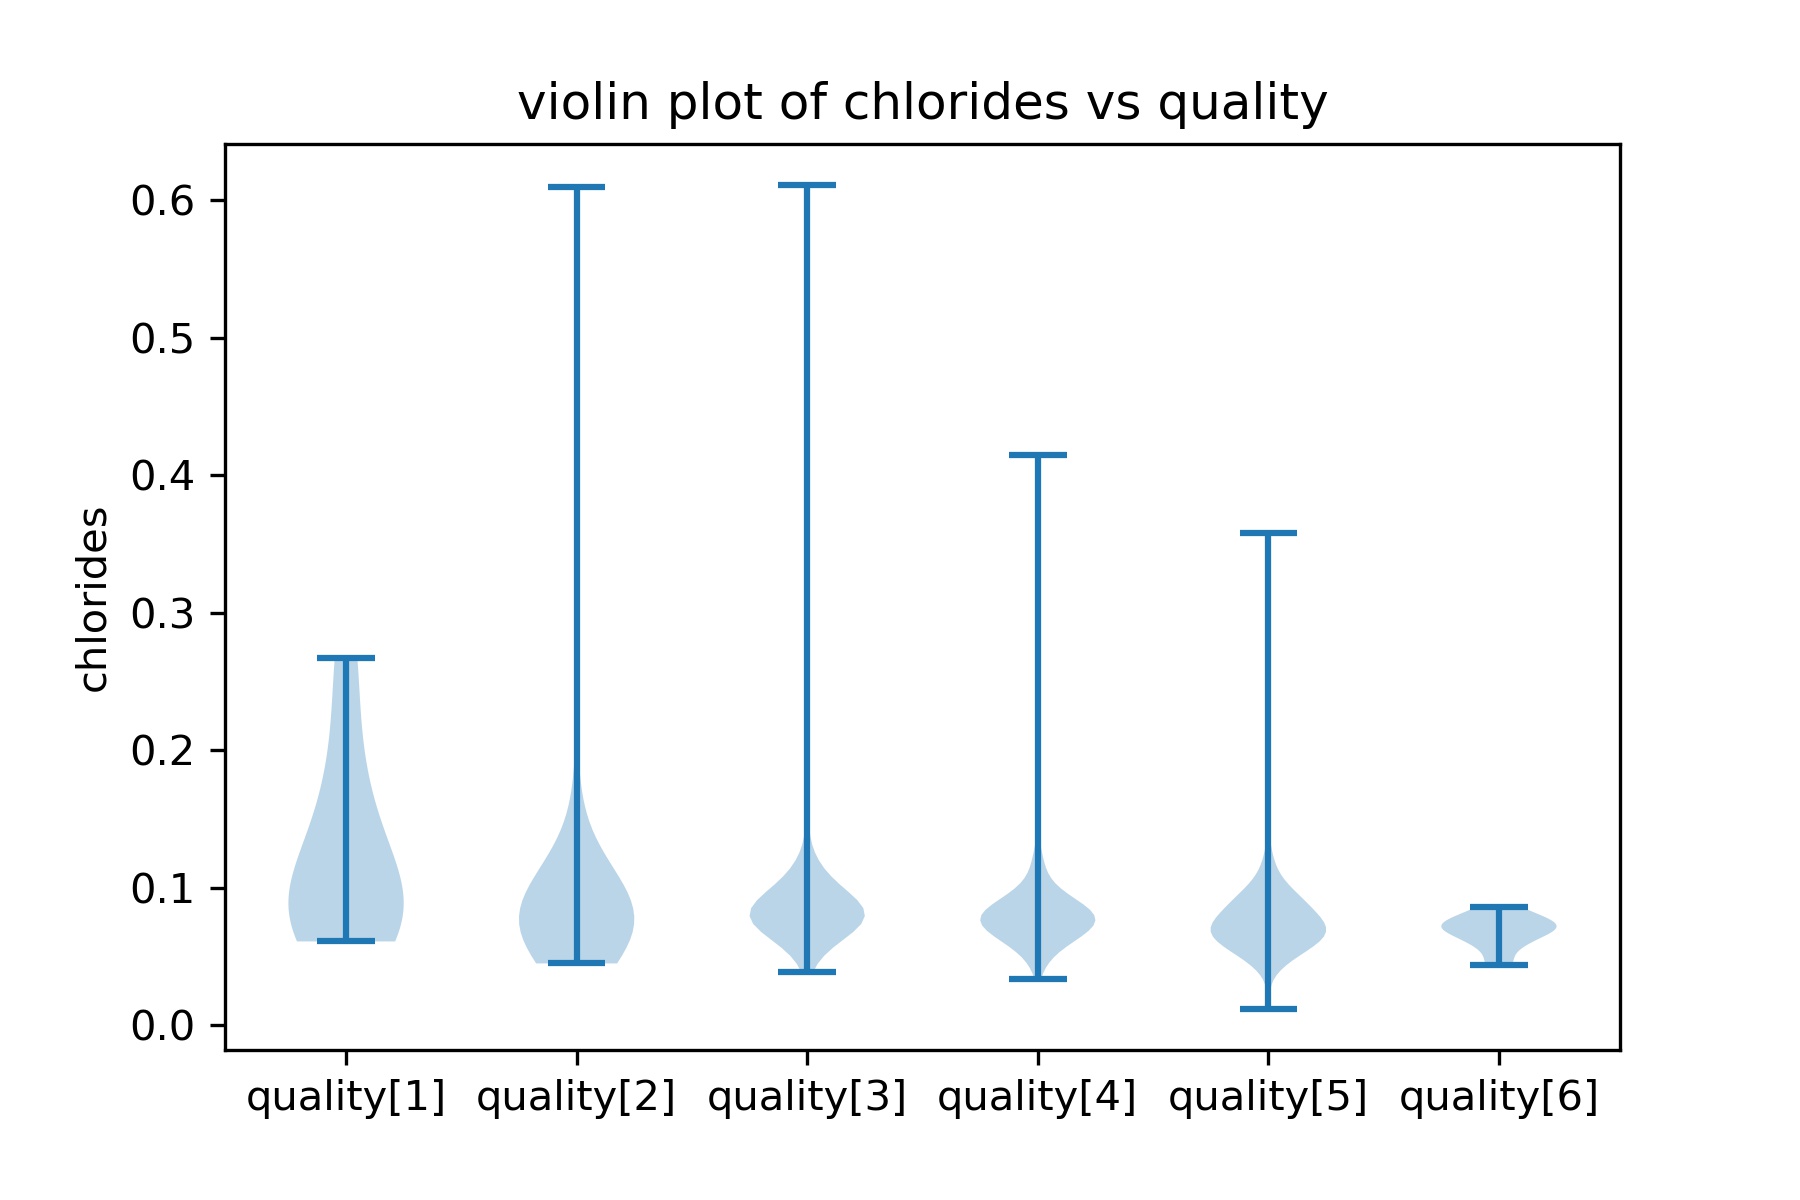 violin plot of chlorides vs quality
chlorides
0.6
0.5
0.4
0.3
0.2
0.1
0.0
quality[1] quality[2] quality[3] quality[4] quality[5] quality[6]